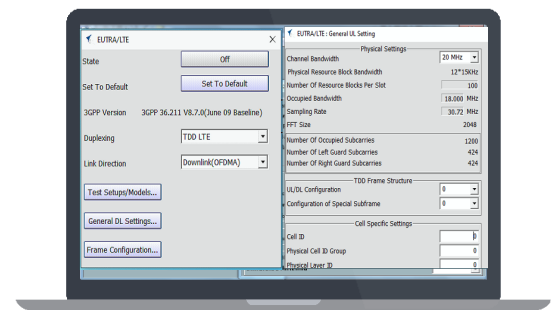 EUTRA/LTE
State
Off
Set To Default
Set To Default
3GPP Version
3GPP 36.211 V8.7.0(June 09 Baseline)
Duplexing
TDD LTE
Link Direction
Downlink(OFDMA)
Test Setups/Models...
General DL Settings...
Frame Configuration...
EUTRA/LTE : General UL Setting
Physical Settings
Channel Bandwidth
20 MHz
Physical Resource Block Bandwidth
12*15KHz
Number Of Resource Blocks Per Slot
100
Occupied Bandwidth
18.000 MHz
Sampling Rate
30.72 MHz
FFT Size
2048
Number Of Occupied Subcarries
1200
Number Of Left Guard Subcarries
424
Number Of Right Guard Subcarries
424
TDD Frame Structure
UL/DL Configuration
0
Configuration of Special Subframe
0
Cell Specific Settings
Cell ID
0
Physical Cell ID Group
0
Physical Layer ID
0